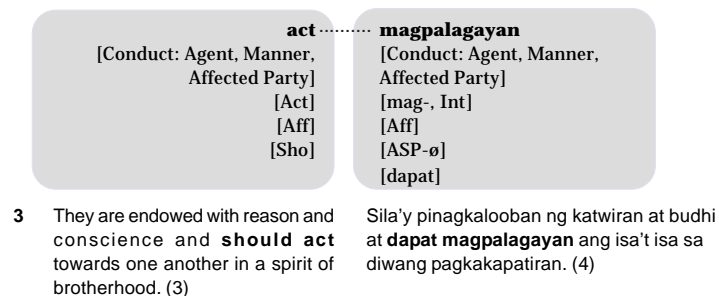 act .......... magpalagayan
[Conduct: Agent, Manner, Affected Party] [Conduct: Agent, Manner, Affected Party]
[Act] [mag-, Int]
[Aff] [Aff]
[Sho] [ASP-ø]
[dapat]
3 They are endowed with reason and
conscience and should act
towards one another in a spirit of
brotherhood. (3)
Sila'y pinagkalooban ng katwiran at budhi
at dapat magpalagayan ang isa't isa sa
diwang pagkakapatiran. (4)